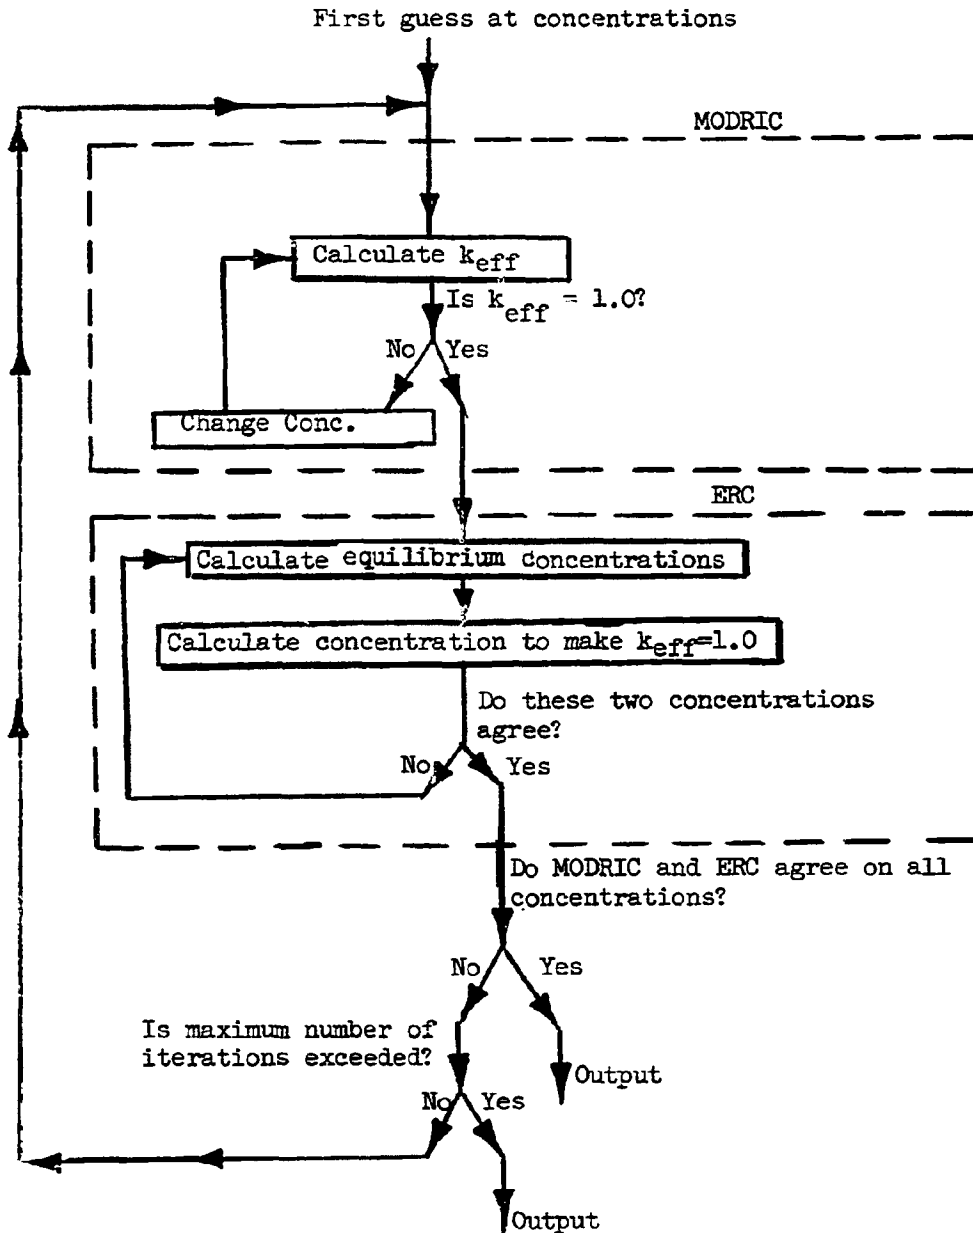 First guess at concentrations
MODRIC
Calculate keff
Is keff = 1.0?
No Yes
Change Conc.
ERC
Calculate equilibrium concentrations
Calculate concentration to make keff=1.0
Do these two concentrations
agree?
No Yes
Do MODRIC and ERC agree on all
concentrations?
No Yes
Is maximum number of
iterations exceeded?
Output
No Yes
Output